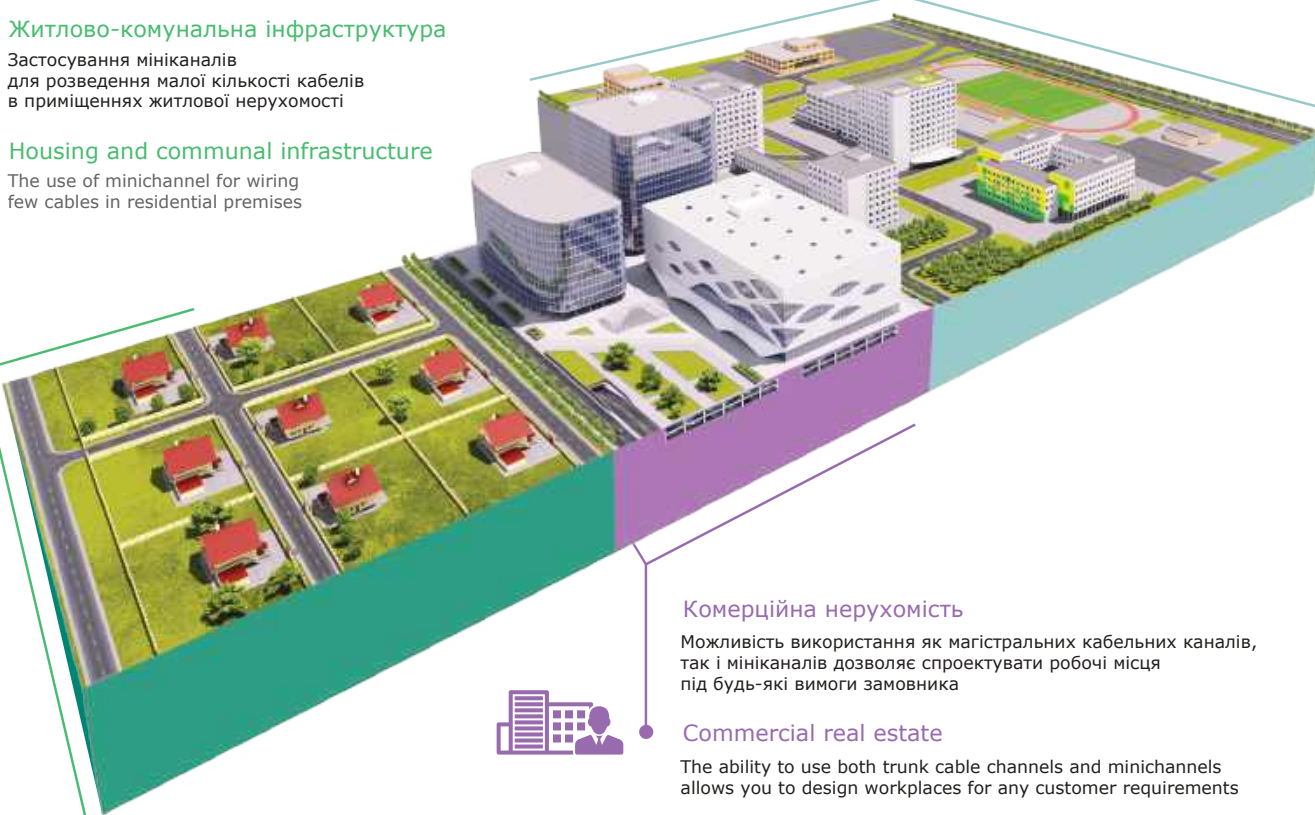 Житлово-комунальна інфраструктура
Застосування мініканалів
для розведення малої кількості кабелів
в приміщеннях житлової нерухомості
Housing and communal infrastructure
The use of minichannel for wiring
few cables in residential premises
Комерційна нерухомість
Можливість використання як магістральних кабельних каналів,
так і мініканалів дозволяє спроектувати робочі місця
під будь-які вимоги замовника
Commercial real estate
The ability to use both trunk cable channels and minichannels
allows you to design workplaces for any customer requirements